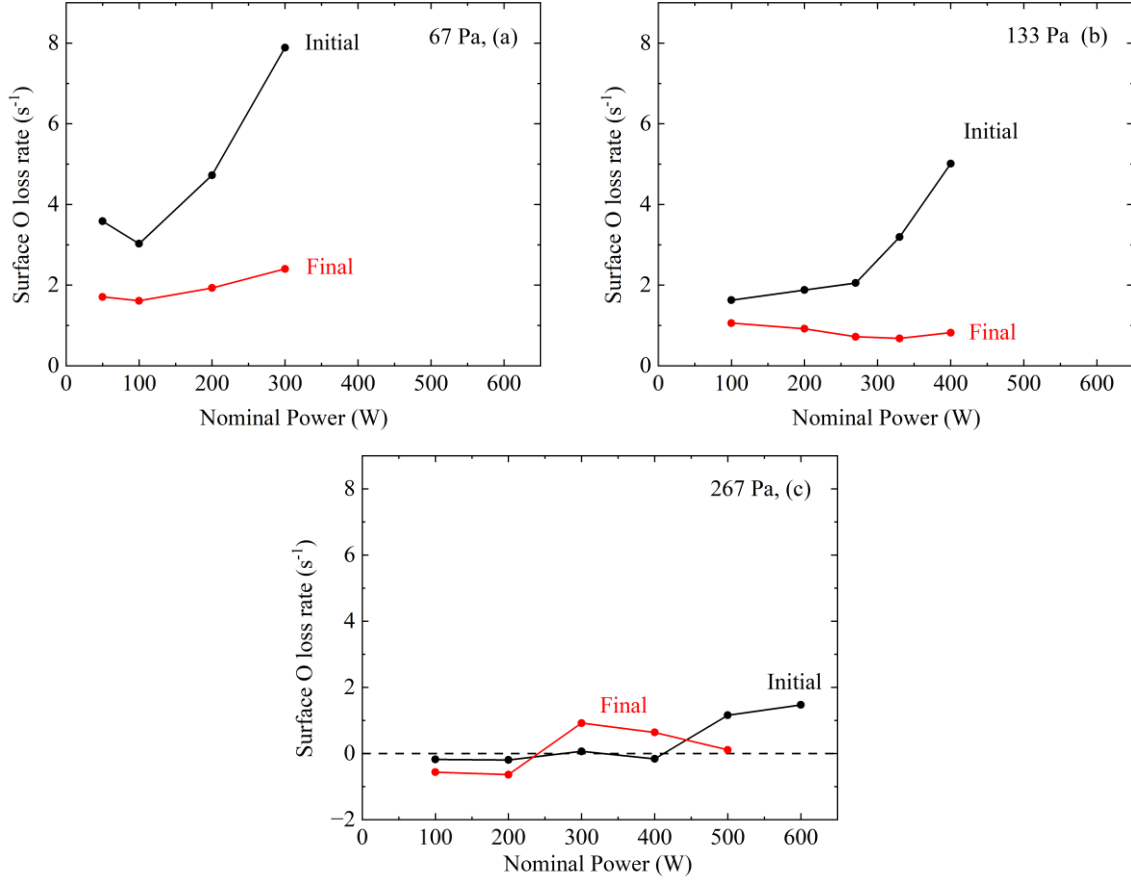 67 Pa, (a)
Initial
Final
Surface O loss rate (s⁻¹)
8
6
4
2
0
0 100 200 300 400 500 600
Nominal Power (W)
133 Pa (b)
Initial
Final
Surface O loss rate (s⁻¹)
8
6
4
2
0
0 100 200 300 400 500 600
Nominal Power (W)
267 Pa, (c)
Initial
Final
Surface O loss rate (s⁻¹)
8
6
4
2
0
−2
0 100 200 300 400 500 600
Nominal Power (W)